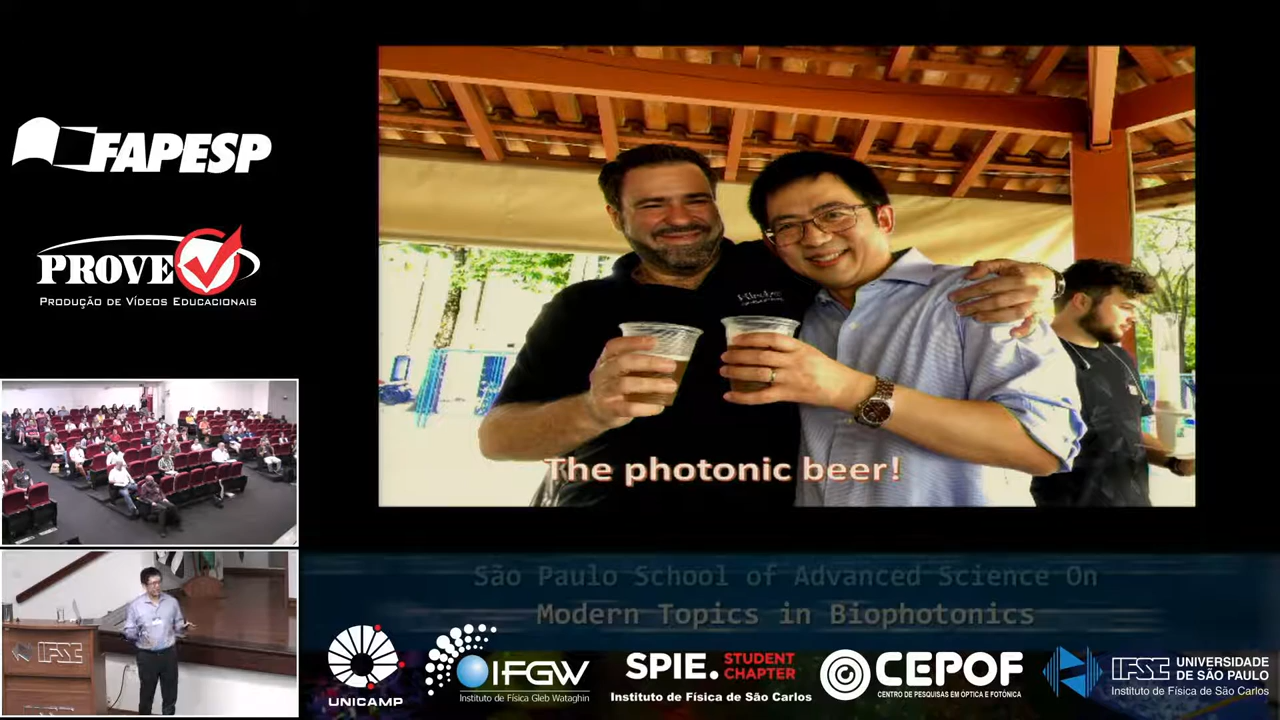 FAPESP
PROVE
PRODUÇÃO DE VÍDEOS EDUCACIONAIS
The photonic beer!
IFSC
São Paulo School of Advanced Science On
Modern Topics in Biophotonics
UNICAMP
IFGW
Instituto de Física Gleb Wataghin
SPIE. STUDENT
CHAPTER
Instituto de Física de São Carlos
CEPOF
CENTRO DE PESQUISAS EM ÓPTICA E FOTÔNICA
IFSC UNIVERSIDADE
DE SÃO PAULO
Instituto de Física de São Carlos